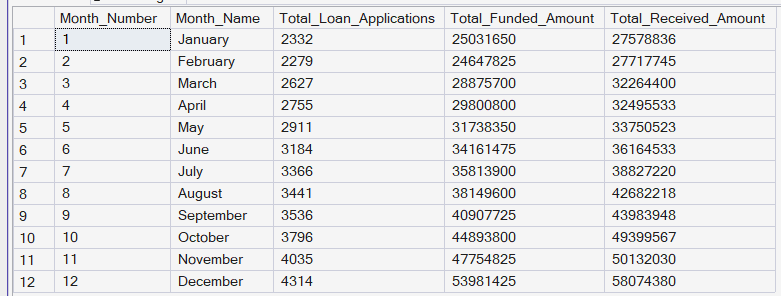 Month_Number Month_Name Total_Loan_Applications Total_Funded_Amount Total_Received_Amount
1 1 January 2332 25031650 27578836
2 2 February 2279 24647825 27717745
3 3 March 2627 28875700 32264400
4 4 April 2755 29800800 32495533
5 5 May 2911 31738350 33750523
6 6 June 3184 34161475 36164533
7 7 July 3366 35813900 38827220
8 8 August 3441 38149600 42682218
9 9 September 3536 40907725 43983948
10 10 October 3796 44893800 49399567
11 11 November 4035 47754825 50132030
12 12 December 4314 53981425 58074380